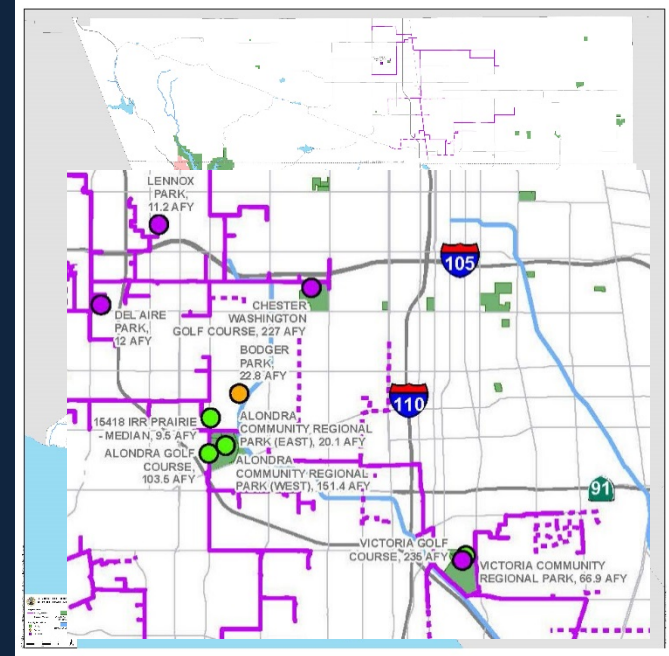 LENNOX
PARK,
11.2 AFY
105
DEL AIRE
PARK,
12 AFY
CHESTER
WASHINGTON
GOLF COURSE, 227 AFY
BODGER
PARK,
22.8 AFY
110
15418 IRR PRAIRIE
- MEDIAN, 9.5 AFY
ALONDRA
COMMUNITY REGIONAL
PARK (EAST), 20.1 AFY
ALONDRA GOLF
COURSE,
103.5 AFY
ALONDRA
COMMUNITY REGIONAL
PARK (WEST), 151.4 AFY
91
VICTORIA GOLF
COURSE, 235 AFY
VICTORIA COMMUNITY
REGIONAL PARK, 66.9 AFY